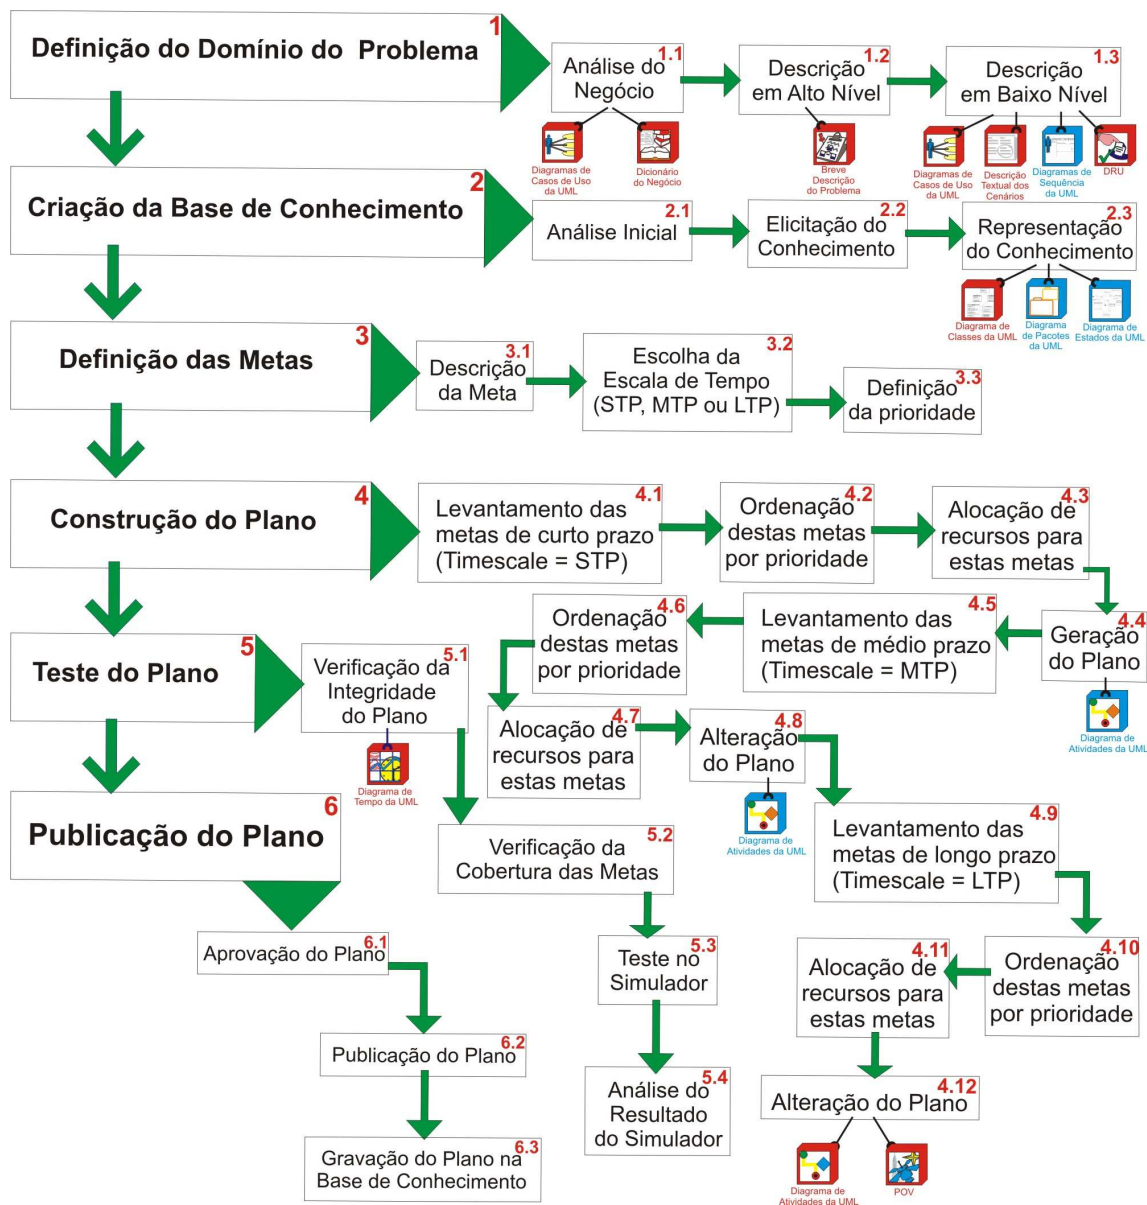 1
Definição do Domínio do Problema
1.1
Análise do
Negócio
Diagramas de
Casos de Uso
da UML
Dicionário
do Negócio
1.2
Descrição
em Alto Nível
Breve
Descrição
do Problema
1.3
Descrição
em Baixo Nível
Diagramas de
Casos de Uso
da UML
Descrição
Textual dos
Cenários
Diagramas de
Sequência
da UML
DRU
2
Criação da Base de Conhecimento
2.1
Análise Inicial
2.2
Elicitação do
Conhecimento
2.3
Representação
do Conhecimento
Diagrama de
Classes da UML
Diagrama
de Pacotes
da UML
Diagrama de
Estados da UML
3
Definição das Metas
3.1
Descrição
da Meta
3.2
Escolha da
Escala de Tempo
(STP, MTP ou LTP)
3.3
Definição
da prioridade
4
Construção do Plano
4.1
Levantamento das
metas de curto prazo
(Timescale = STP)
4.2
Ordenação
destas metas
por prioridade
4.3
Alocação de
recursos para
estas metas
4.4
Geração
do Plano
Diagrama de
Atividades da UML
4.5
Levantamento das
metas de médio prazo
(Timescale = MTP)
4.6
Ordenação
destas metas
por prioridade
4.7
Alocação de
recursos para
estas metas
4.8
Alteração
do Plano
Diagrama de
Atividades da UML
4.9
Levantamento das
metas de longo prazo
(Timescale = LTP)
4.10
Ordenação
destas metas
por prioridade
4.11
Alocação de
recursos para
estas metas
4.12
Alteração do Plano
Diagrama de
Atividades da UML
POV
5
Teste do Plano
5.1
Verificação da
Integridade
do Plano
Diagrama de
Tempo da UML
5.2
Verificação da
Cobertura das Metas
5.3
Teste no
Simulador
5.4
Análise do
Resultado
do Simulador
6
Publicação do Plano
6.1
Aprovação do Plano
6.2
Publicação do Plano
6.3
Gravação do Plano na
Base de Conhecimento